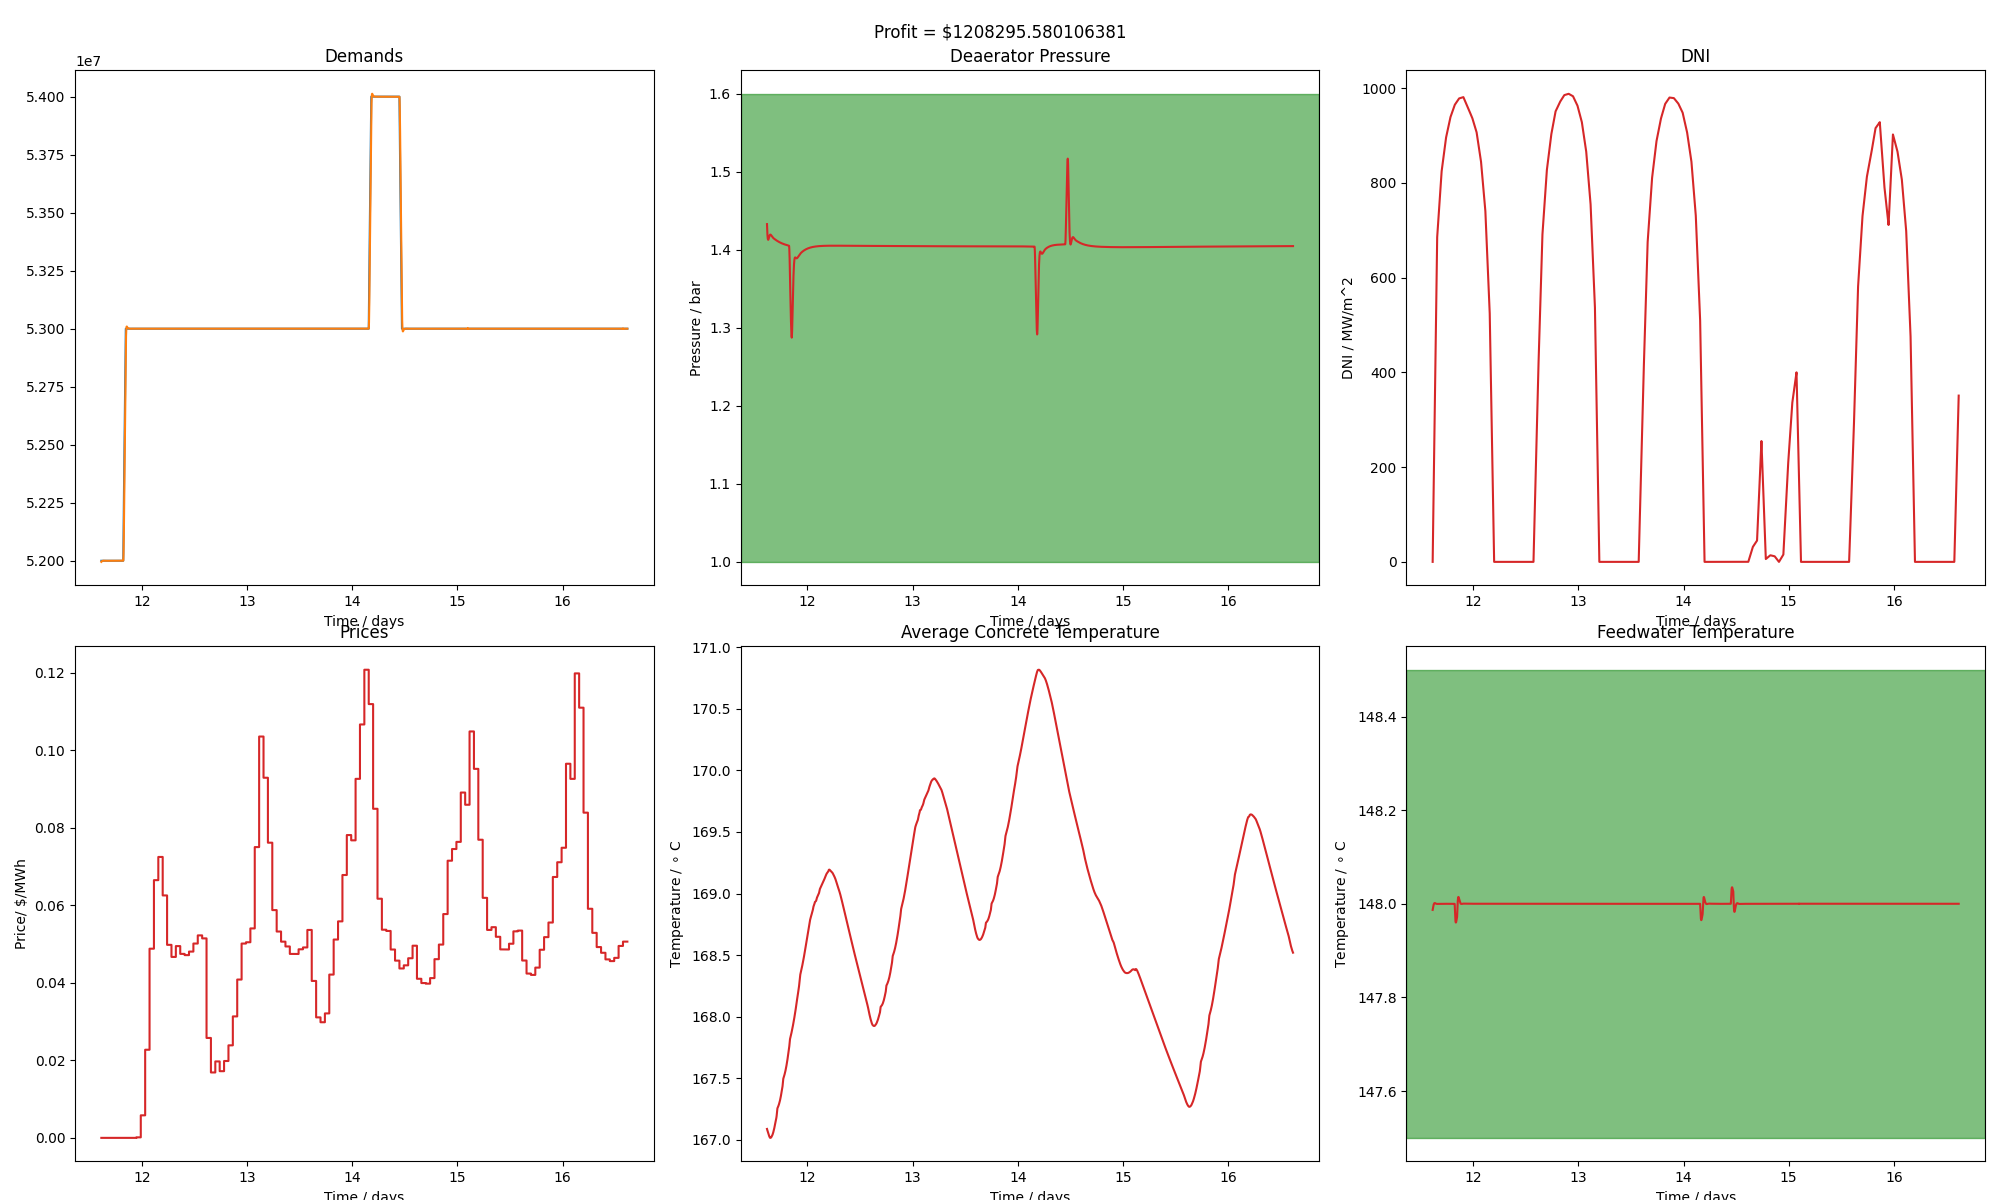 Profit = $1208295.580106381
Demands
1e7
5.400
5.375
5.350
5.325
5.300
5.275
5.250
5.225
5.200
12 13 14 15 16
Time / days
Deaerator Pressure
Pressure / bar
1.6
1.5
1.4
1.3
1.2
1.1
1.0
12 13 14 15 16
Time / days
DNI
DNI / MW/m^2
1000
800
600
400
200
0
12 13 14 15 16
Time / days
Prices
Price/ $/MWh
0.12
0.10
0.08
0.06
0.04
0.02
0.00
12 13 14 15 16
Time / days
Average Concrete Temperature
Temperature / ∘ C
171.0
170.5
170.0
169.5
169.0
168.5
168.0
167.5
167.0
12 13 14 15 16
Time / days
Feedwater Temperature
Temperature / ∘ C
148.4
148.2
148.0
147.8
147.6
12 13 14 15 16
Time / days